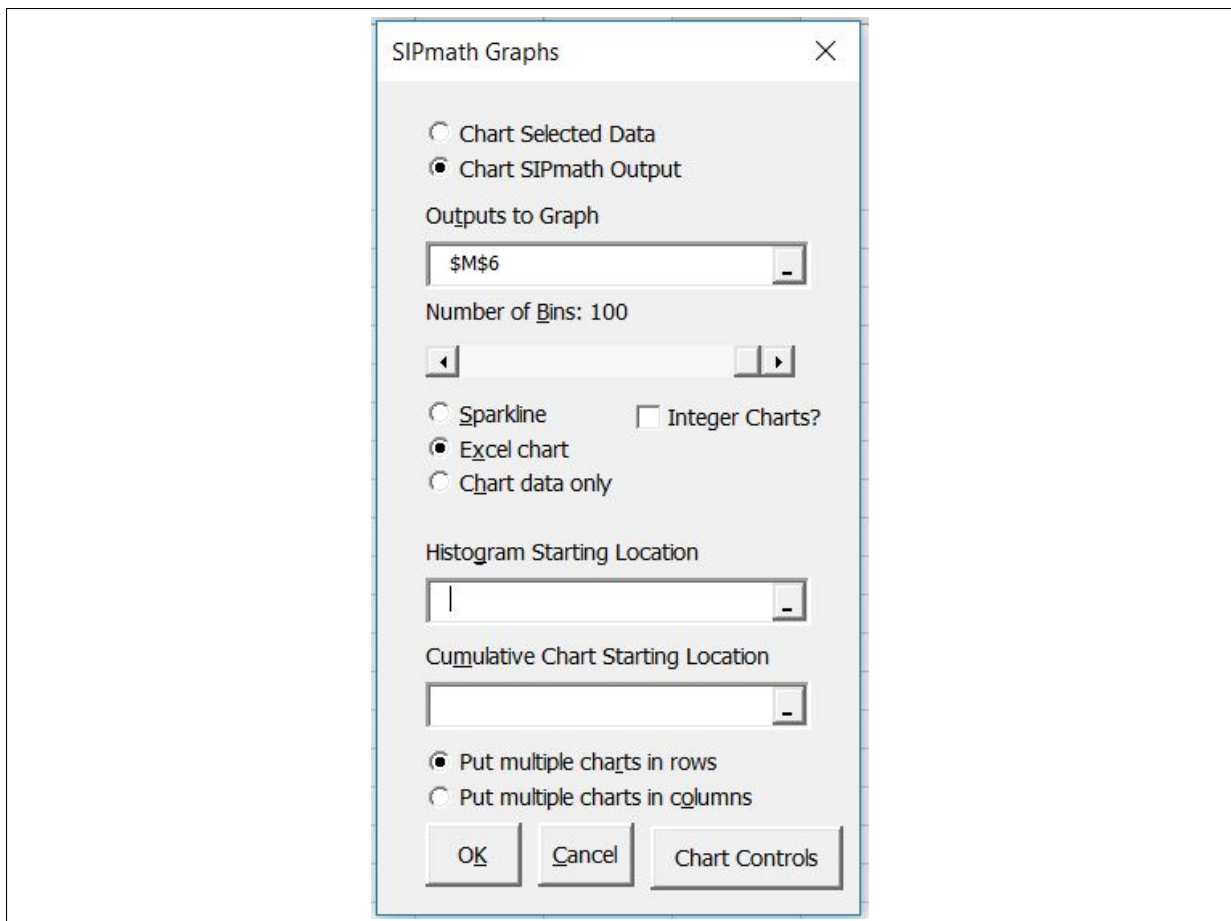 SIPmath Graphs
Chart Selected Data
Chart SIPmath Output
Outputs to Graph
$M$6
Number of Bins: 100
Sparkline
Integer Charts?
Excel chart
Chart data only
Histogram Starting Location
Cumulative Chart Starting Location
Put multiple charts in rows
Put multiple charts in columns
OK
Cancel
Chart Controls